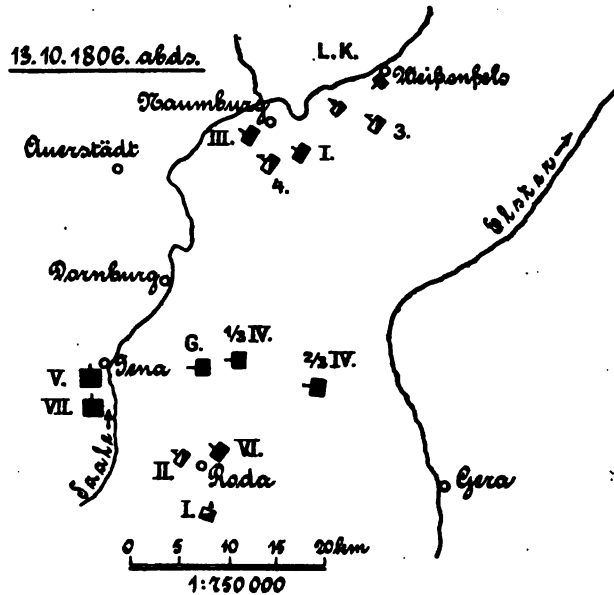 13.10.1806. abds.
L.K.
Weißenfels
Naumburg
III.
I.
3.
4.
Auerstädt
Elster →
Dornburg
G.
1/3 IV.
2/3 IV.
Jena
V.
VII.
Saale →
II.
VI.
Roda
I.
Gera
0 5 10 15 20 km
1:750 000